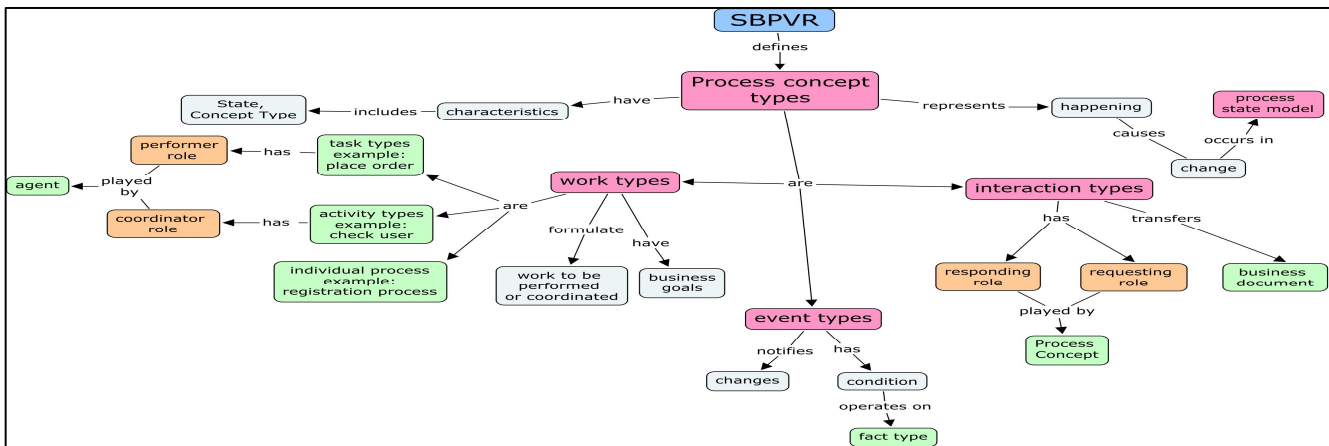 SBPVR
defines
Process concept
types
have
characteristics
includes
State,
Concept Type
represents
happening
causes
change
occurs in
process
state model
are
work types
interaction types
event types
are
task types
example:
place order
has
performer
role
played
by
agent
activity types
example:
check user
has
coordinator
role
individual process
example:
registration process
formulate
work to be
performed
or coordinated
have
business
goals
has
responding
role
requesting
role
played by
Process
Concept
transfers
business
document
notifies
changes
has
condition
operates on
fact type